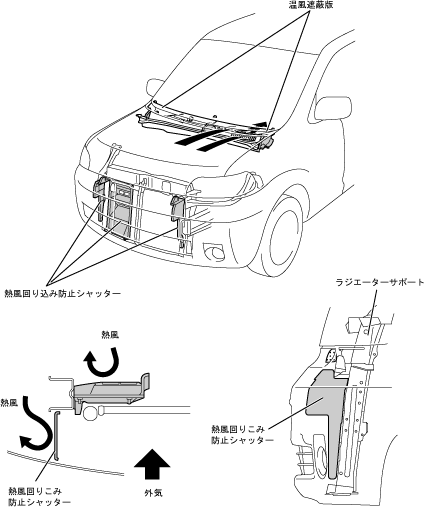 温風遮蔽版
熱風回り込み防止シャッター
ラジエーターサポート
熱風
熱風
熱風回りこみ
防止シャッター
熱風回りこみ
防止シャッター
外気